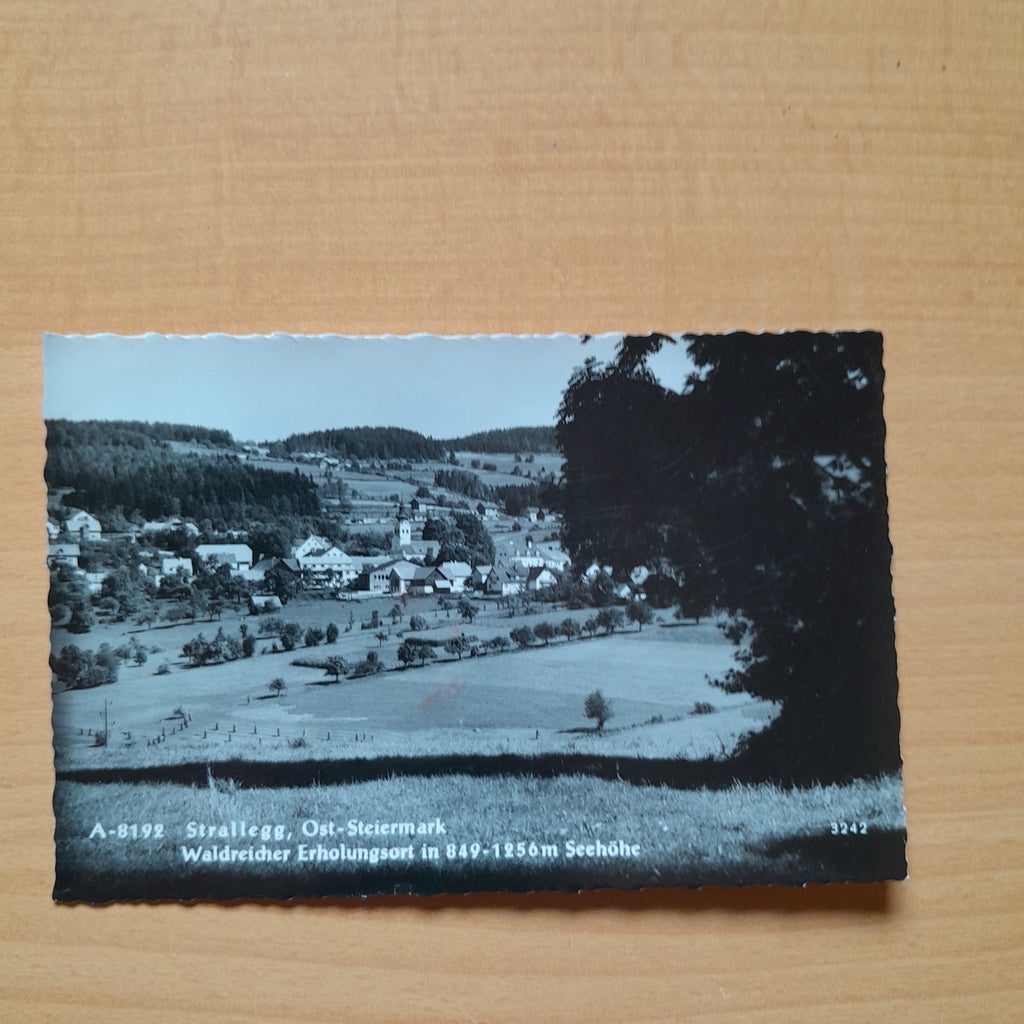 A-8192 Strallegg, Ost-Steiermark
3242
Waldreicher Erholungsort in 849-1256m Seehöhe